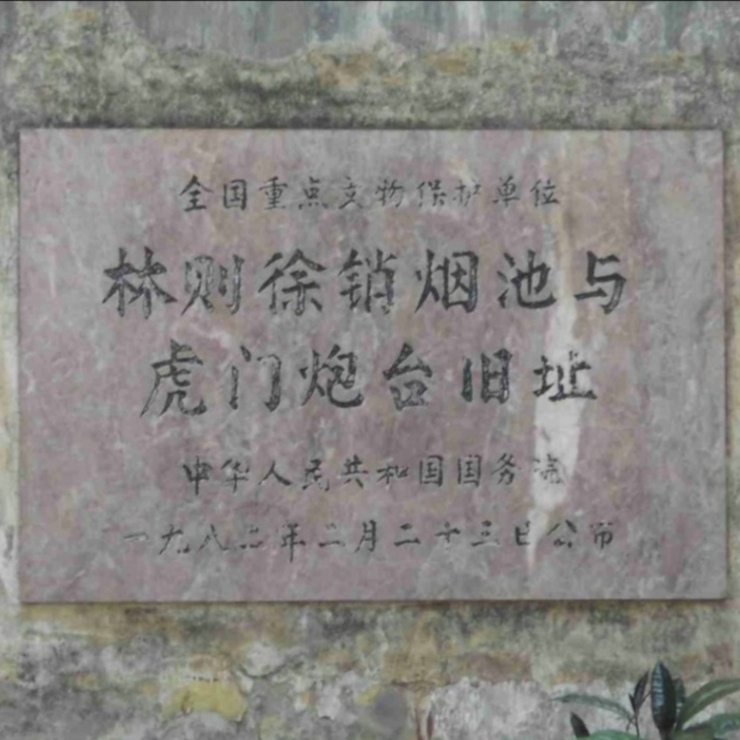 全国重点文物保护单位
林则徐销烟池与
虎门炮台旧址
中华人民共和国国务院
一九八二年二月二十三日公布